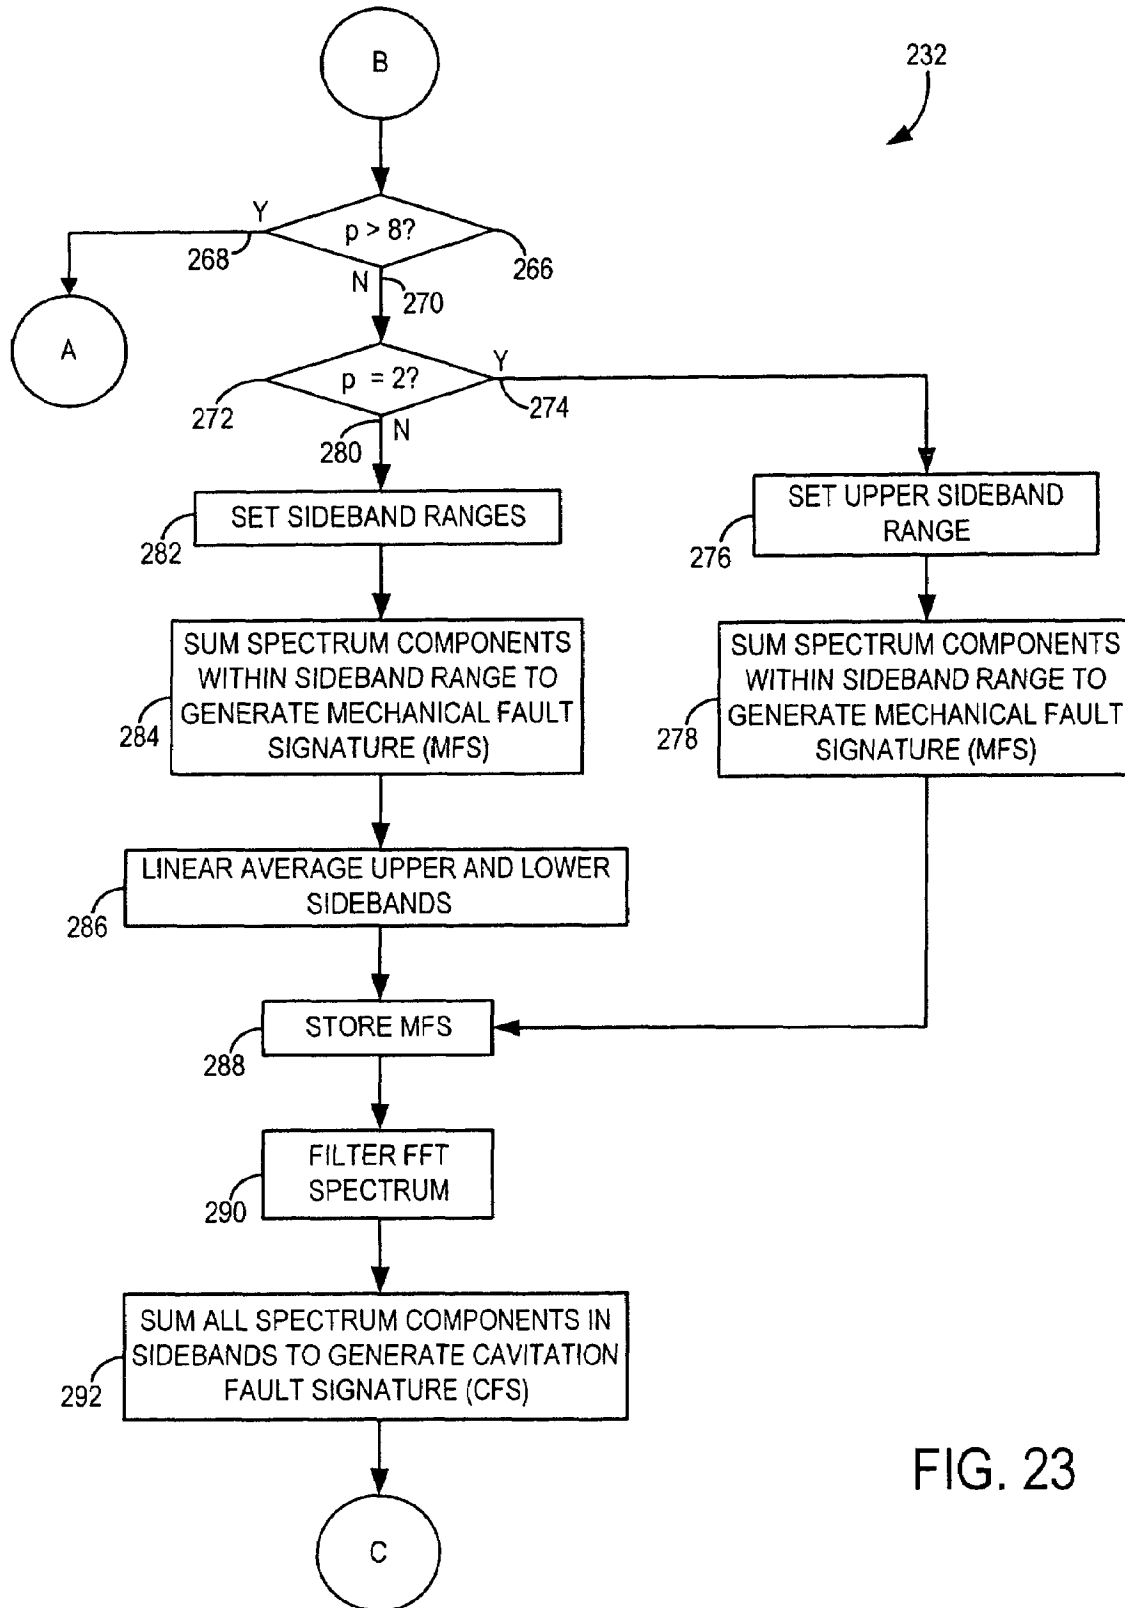 B
232
Y
p > 8?
268
266
N
270
A
Y
p = 2?
272
274
280
N
SET SIDEBAND RANGES
282
SET UPPER SIDEBAND
RANGE
276
SUM SPECTRUM COMPONENTS
WITHIN SIDEBAND RANGE TO
GENERATE MECHANICAL FAULT
SIGNATURE (MFS)
284
SUM SPECTRUM COMPONENTS
WITHIN SIDEBAND RANGE TO
GENERATE MECHANICAL FAULT
SIGNATURE (MFS)
278
LINEAR AVERAGE UPPER AND LOWER
SIDEBANDS
286
STORE MFS
288
FILTER FFT
SPECTRUM
290
SUM ALL SPECTRUM COMPONENTS IN
SIDEBANDS TO GENERATE CAVITATION
FAULT SIGNATURE (CFS)
292
FIG. 23
C